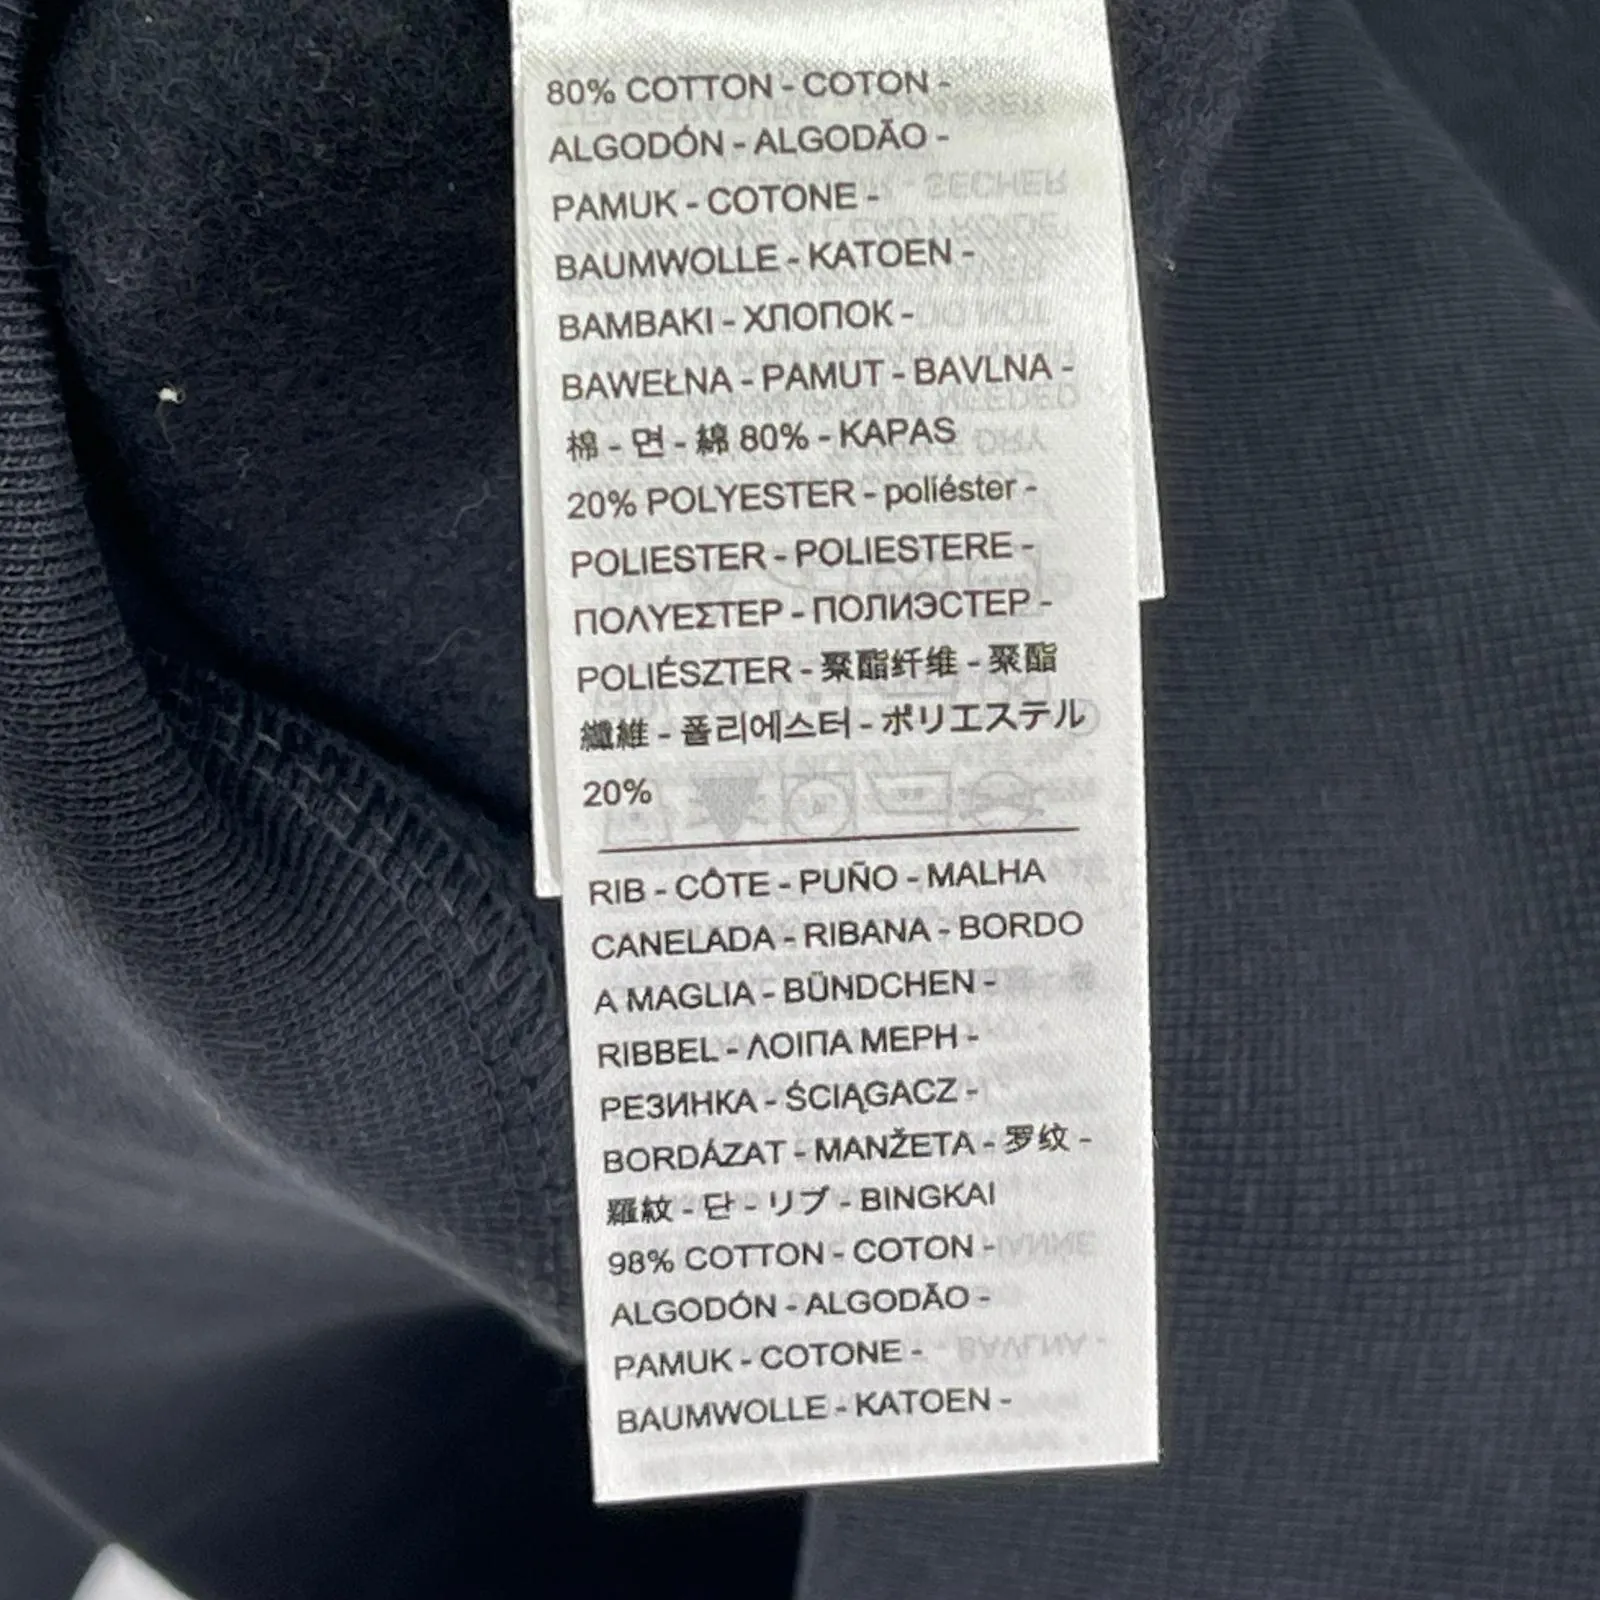 80% COTTON - COTON -
ALGODÓN - ALGODÃO -
PAMUK - COTONE -
BAUMWOLLE - KATOEN -
BAMBAKI - ХЛОПОК -
BAWEŁNA - PAMUT - BAVLNA -
棉 - 면 - 綿 80% - KAPAS
20% POLYESTER - poliéster -
POLIESTER - POLIESTERE -
ΠΟΛΥΕΣΤΕΡ - ПОЛИЭСТЕР -
POLIÉSZTER - 聚酯纤维 - 聚酯
纖維 - 폴리에스터 - ポリエステル
20%
RIB - CÔTE - PUÑO - MALHA
CANELADA - RIBANA - BORDO
A MAGLIA - BÜNDCHEN -
RIBBEL - ΛΟΙΠΑ ΜΕΡΗ -
РЕЗИНКА - ŚCIĄGACZ -
BORDÁZAT - MANŽETA - 罗纹 -
羅紋 - 단 - リブ - BINGKAI
98% COTTON - COTON -
ALGODÓN - ALGODÃO -
PAMUK - COTONE -
BAUMWOLLE - KATOEN -